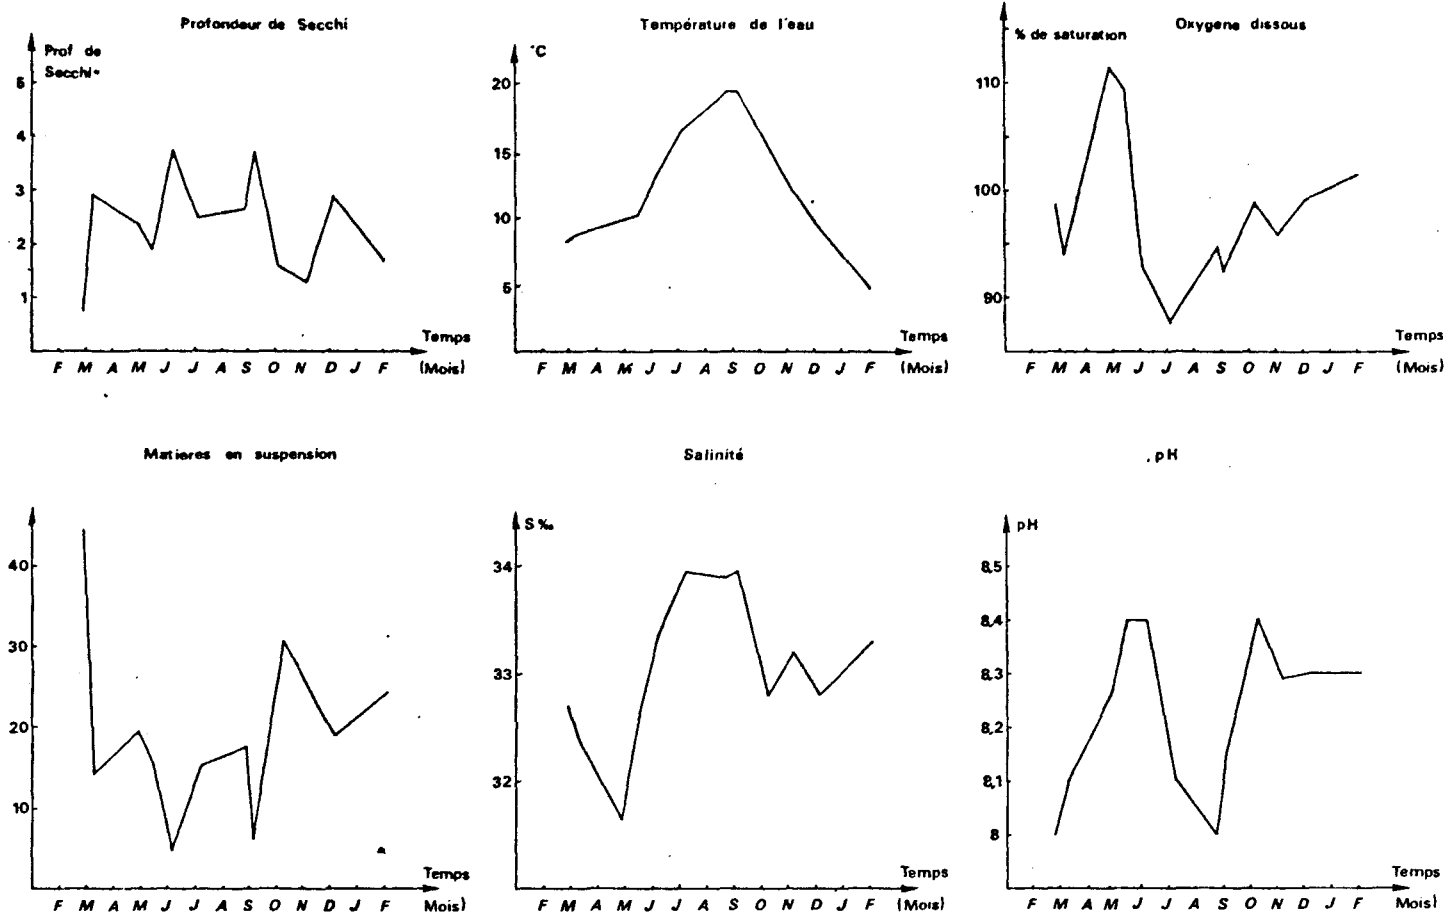 Profondeur de Secchi
Prof de
Secchi
5
4
3
2
1
Temps
F M A M J J A S O N D J F (Mois)
Température de l'eau
°C
20
15
10
5
Temps
F M A M J J A S O N D J F (Mois)
Oxygene dissous
% de saturation
110
100
90
Temps
F M A M J J A S O N D J F (Mois)
Matieres en suspension
40
30
20
10
Temps
F M A M J J A S O N D J F Mois)
Salinité
S ‰
34
33
32
Temps
F M A M J J A S O N D J F (Mois)
pH
pH
8,5
8,4
8,3
8,2
8,1
8
Temps
F M A M J J A S O N D J F (Mois)